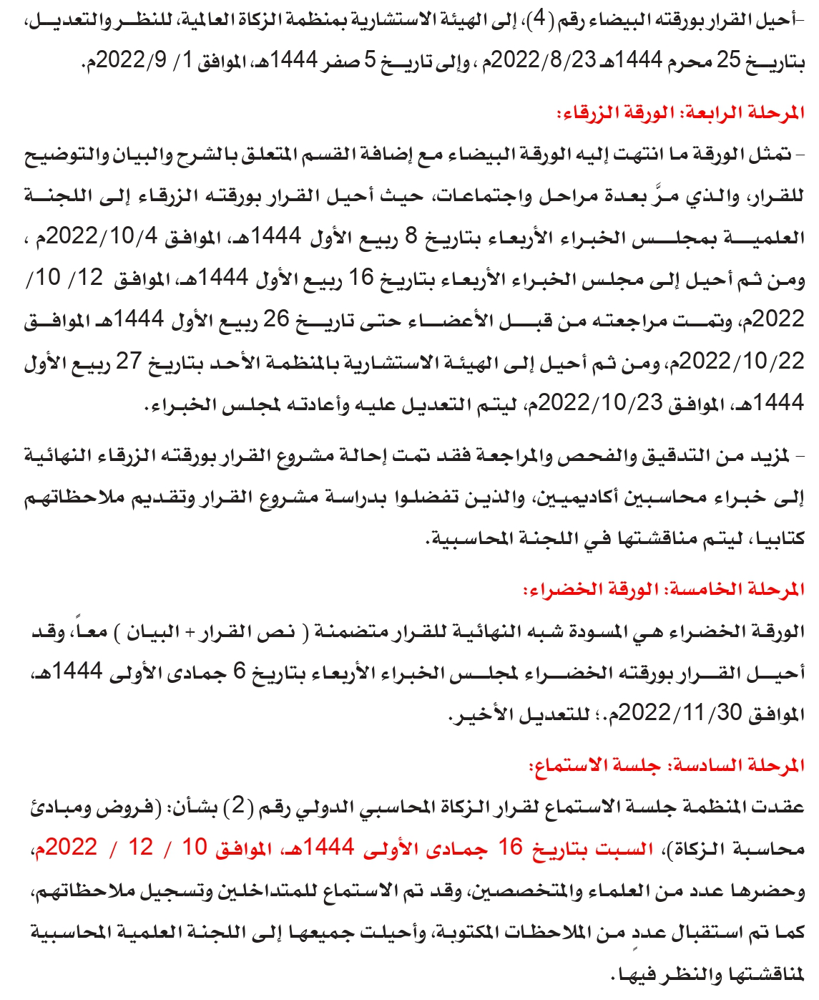 -أحيل القرار بورقته البيضاء رقم (4)، إلى الهيئة الاستشارية بمنظمة الزكاة العالمية، للنظر والتعديل،
بتاريخ 25 محرم 1444هـ 2022/8/23م ، وإلى تاريخ 5 صفر 1444هـ، الموافق 1/ 2022/9م.
المرحلة الرابعة: الورقة الزرقاء:
- تمثل الورقة ما انتهت إليه الورقة البيضاء مع إضافة القسم المتعلق بالشرح والبيان والتوضيح
للقرار، والذي مرَّ بعدة مراحل واجتماعات، حيث أحيل القرار بورقته الزرقاء إلى اللجنة
العلمية بمجلس الخبراء الأربعاء بتاريخ 8 ربيع الأول 1444هـ، الموافق 2022/10/4م ،
ومن ثم أحيل إلى مجلس الخبراء الأربعاء بتاريخ 16 ربيع الأول 1444هـ، الموافق 12/ 10/
2022م، وتمت مراجعته من قبل الأعضاء حتى تاريخ 26 ربيع الأول 1444هـ الموافق
2022/10/22م، ومن ثم أحيل إلى الهيئة الاستشارية بالمنظمة الأحد بتاريخ 27 ربيع الأول
1444هـ، الموافق 2022/10/23م، ليتم التعديل عليه وأعادته لمجلس الخبراء.
- لمزيد من التدقيق والفحص والمراجعة فقد تمت إحالة مشروع القرار بورقته الزرقاء النهائية
إلى خبراء محاسبين أكاديميين، والذين تفضلوا بدراسة مشروع القرار وتقديم ملاحظاتهم
كتابيا، ليتم مناقشتها في اللجنة المحاسبية.
المرحلة الخامسة: الورقة الخضراء:
الورقة الخضراء هي المسودة شبه النهائية للقرار متضمنة ( نص القرار + البيان ) معاً، وقد
أحيل القرار بورقته الخضراء لمجلس الخبراء الأربعاء بتاريخ 6 جمادى الأولى 1444هـ،
الموافق 2022/11/30م.؛ للتعديل الأخير.
المرحلة السادسة: جلسة الاستماع:
عقدت المنظمة جلسة الاستماع لقرار الزكاة المحاسبي الدولي رقم (2) بشأن: (فروض ومبادئ
محاسبة الزكاة)، السبت بتاريخ 16 جمادى الأولى 1444هـ، الموافق 10 / 12 / 2022م،
وحضرها عدد من العلماء والمتخصصين، وقد تم الاستماع للمتداخلين وتسجيل ملاحظاتهم،
كما تم استقبال عددٍ من الملاحظات المكتوبة، وأحيلت جميعها إلى اللجنة العلمية المحاسبية
لمناقشتها والنظر فيها.